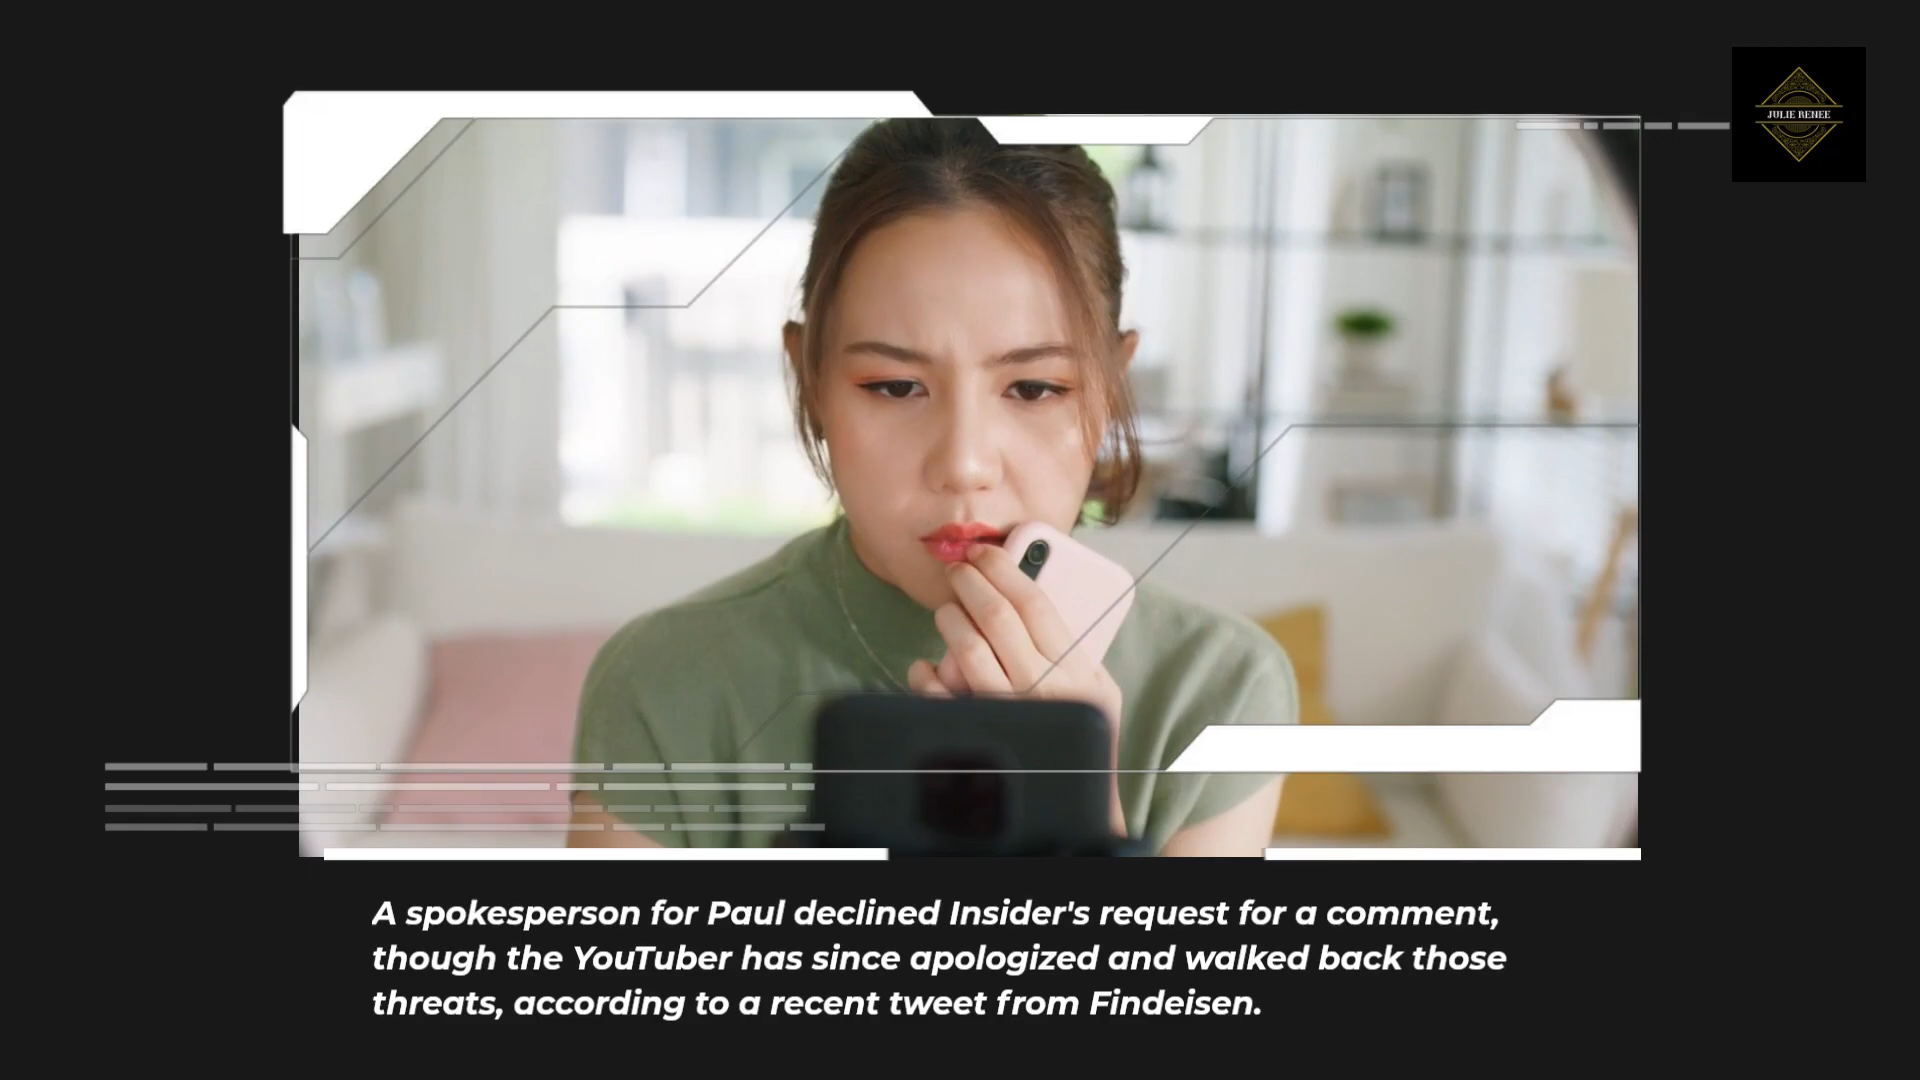 JULIE RENEE
A spokesperson for Paul declined Insider's request for a comment,
though the YouTuber has since apologized and walked back those
threats, according to a recent tweet from Findeisen.